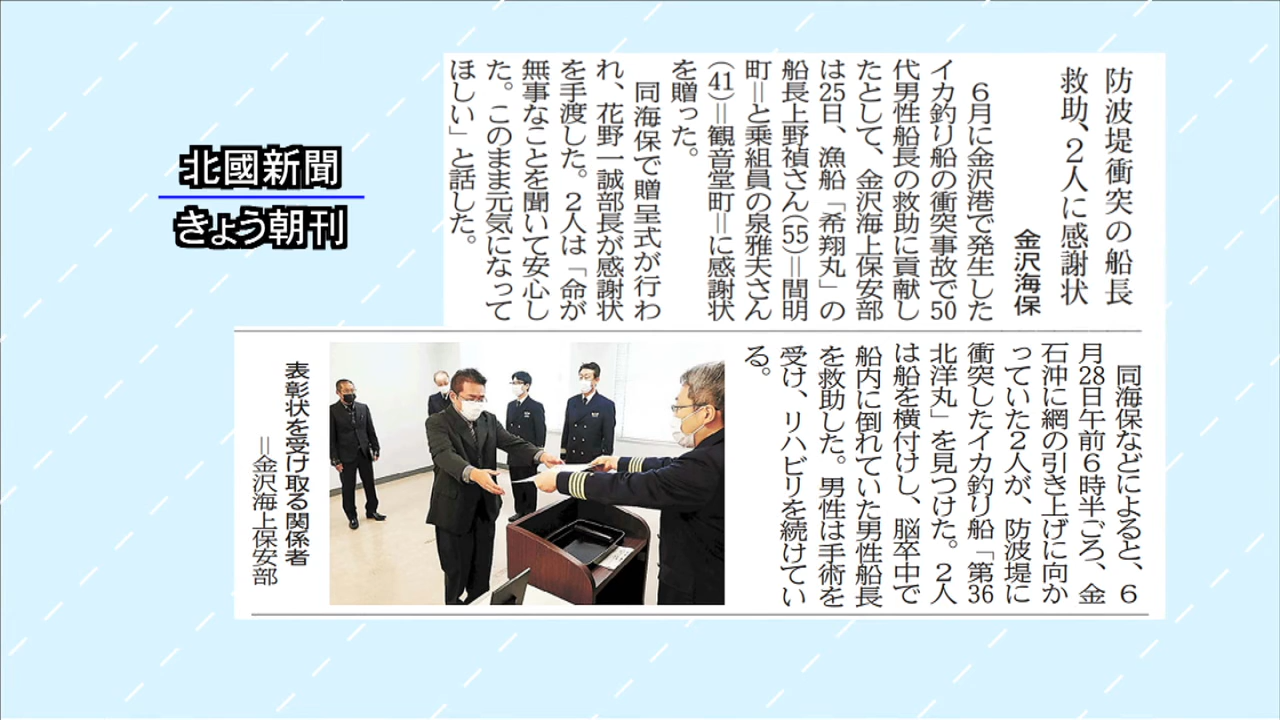 北國新聞
きょう朝刊
防波堤衝突の船長
救助、2人に感謝状
金沢海保
6月に金沢港で発生した
イカ釣り船の衝突事故で50
代男性船長の救助に貢献し
たとして、金沢海上保安部
は25日、漁船「希翔丸」の
船長上野禎さん(55)＝間明
町＝と乗組員の泉雅夫さん
(41)＝観音堂町＝に感謝状
を贈った。
同海保で贈呈式が行わ
れ、花野一誠部長が感謝状
を手渡した。2人は「命が
無事なことを聞いて安心し
た。このまま元気になって
ほしい」と話した。
同海保などによると、6
月28日午前6時半ごろ、金
石沖に網の引き上げに向か
っていた2人が、防波堤に
衝突したイカ釣り船「第36
北洋丸」を見つけた。2人
は船を横付けし、脳卒中で
船内に倒れていた男性船長
を救助した。男性は手術を
受け、リハビリを続けてい
る。
表彰状を受け取る関係者
＝金沢海上保安部